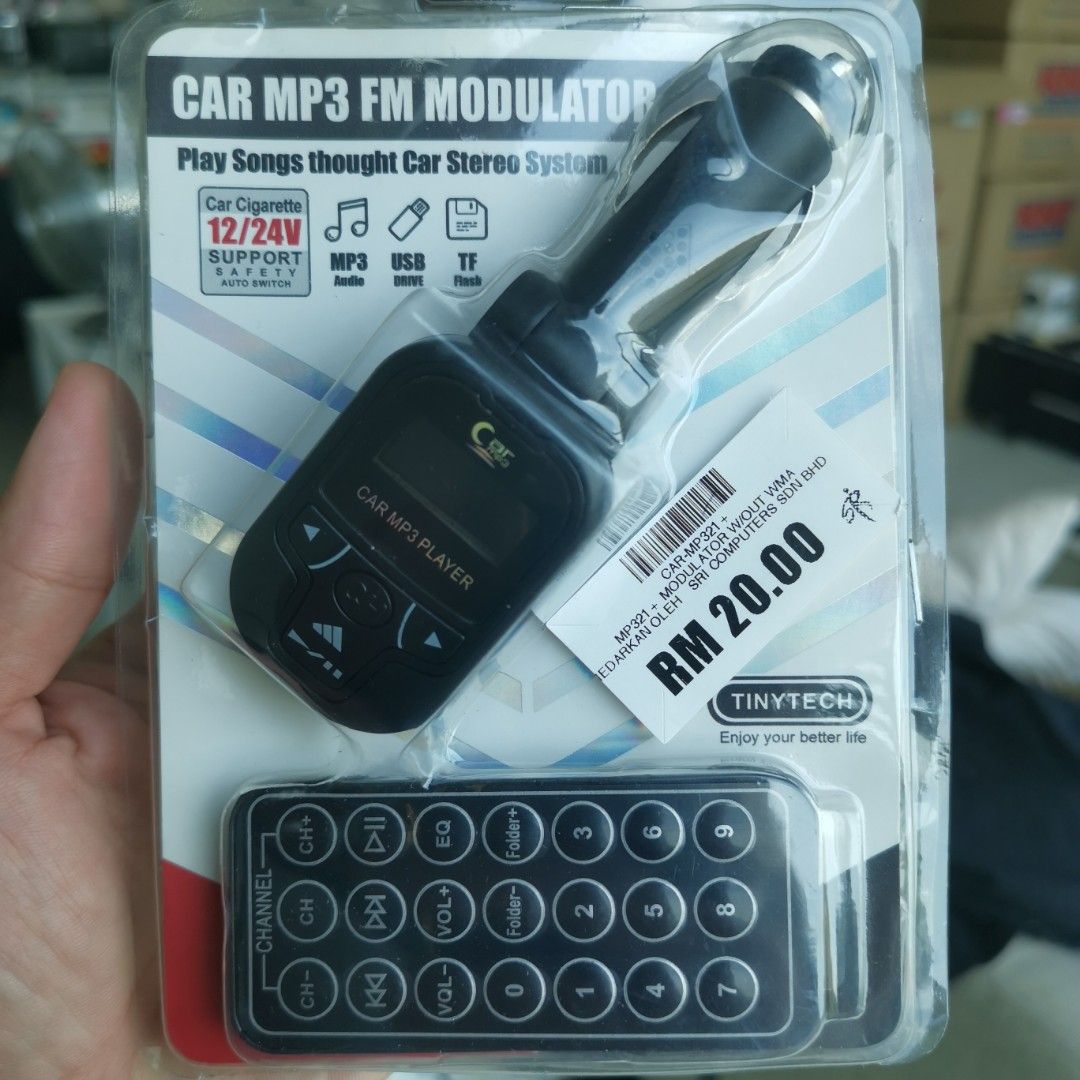 CAR MP3 FM MODULATOR
Play Songs thought Car Stereo System
Car Cigarette
12/24V
SUPPORT
SAFETY
AUTO SWITCH
MP3
Audio
USB
DRIVE
TF
Flash
Car
CAR MP3 PLAYER
CAR-MP321 +
MP321 + MODULATOR W/OUT WMA
EDARKAN OLEH SRI COMPUTERS SDN BHD
RM 20.00
TINYTECH
Enjoy your better life
CHANNEL
CH+ EQ Folder+ 3 6 9
CH VOL+ Folder- 2 5 8
CH- VOL- 0 1 4 7